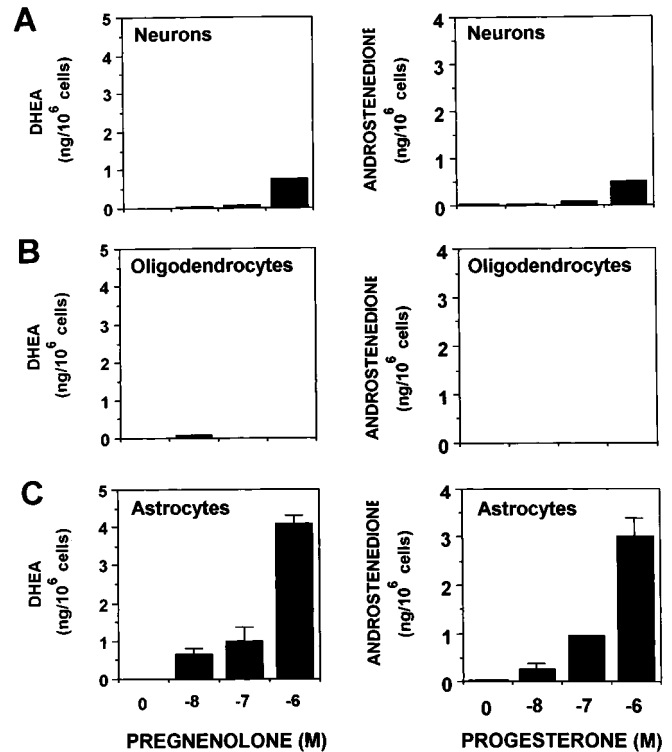 A
Neurons
DHEA
(ng/10⁶ cells)
5
4
3
2
1
0
Neurons
ANDROSTENEDIONE
(ng/10⁶ cells)
4
3
2
1
0
B
Oligodendrocytes
DHEA
(ng/10⁶ cells)
5
4
3
2
1
0
Oligodendrocytes
ANDROSTENEDIONE
(ng/10⁶ cells)
4
3
2
1
0
C
Astrocytes
DHEA
(ng/10⁶ cells)
5
4
3
2
1
0
0 -8 -7 -6
PREGNENOLONE (M)
Astrocytes
ANDROSTENEDIONE
(ng/10⁶ cells)
4
3
2
1
0
0 -8 -7 -6
PROGESTERONE (M)